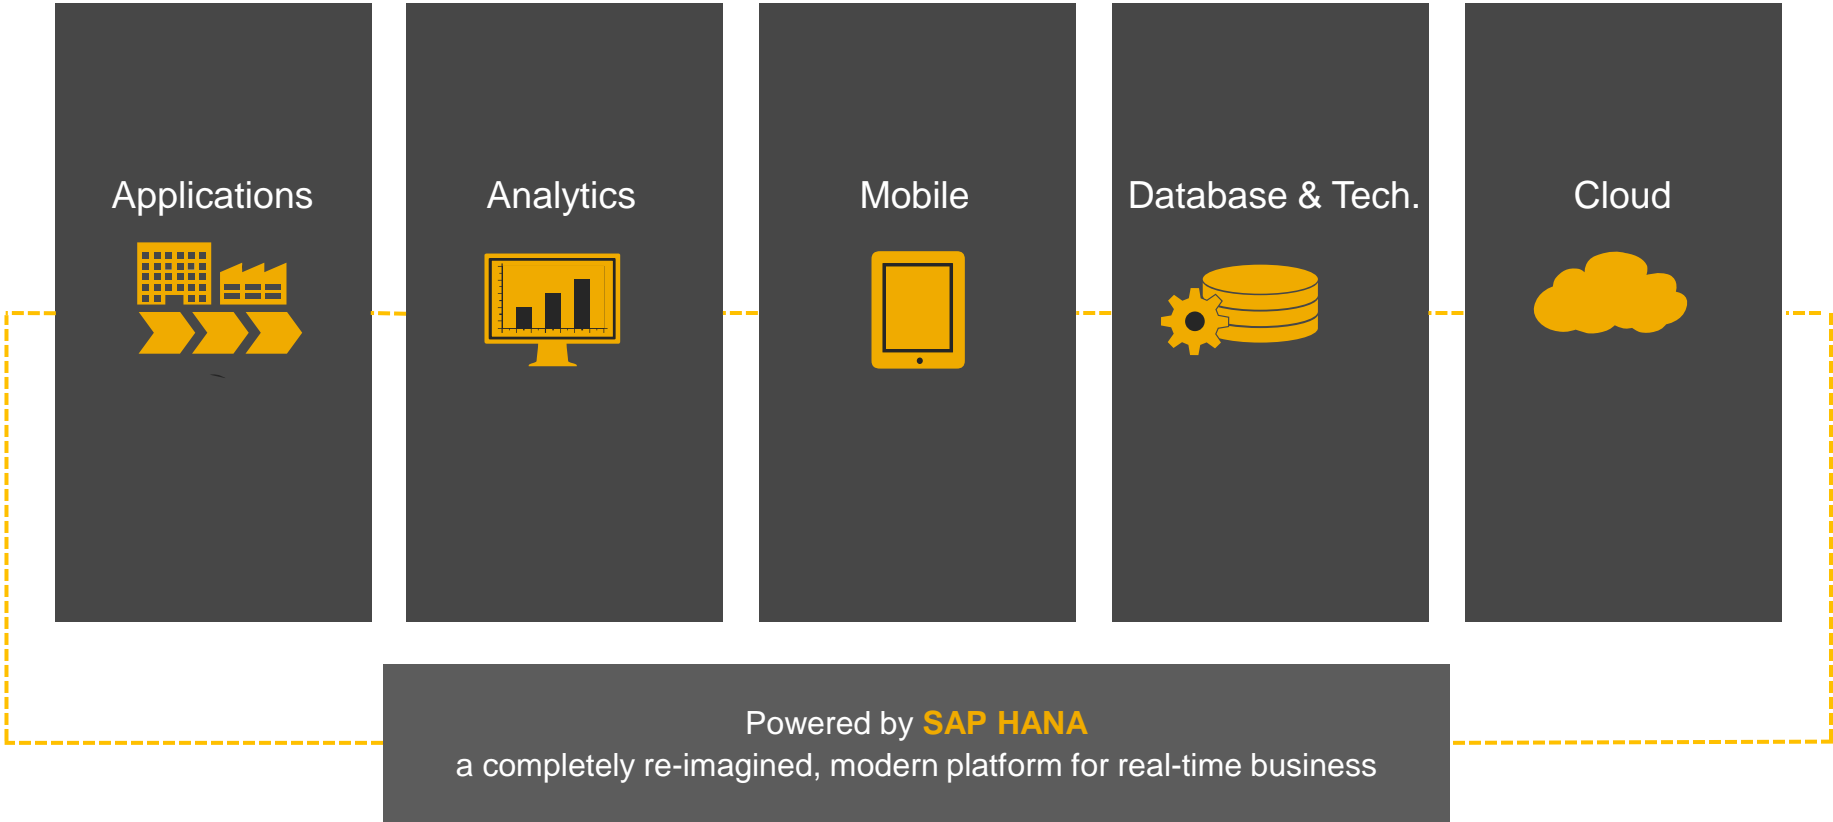 Applications
Analytics
Mobile
Database & Tech.
Cloud
Powered by SAP HANA
a completely re-imagined, modern platform for real-time business